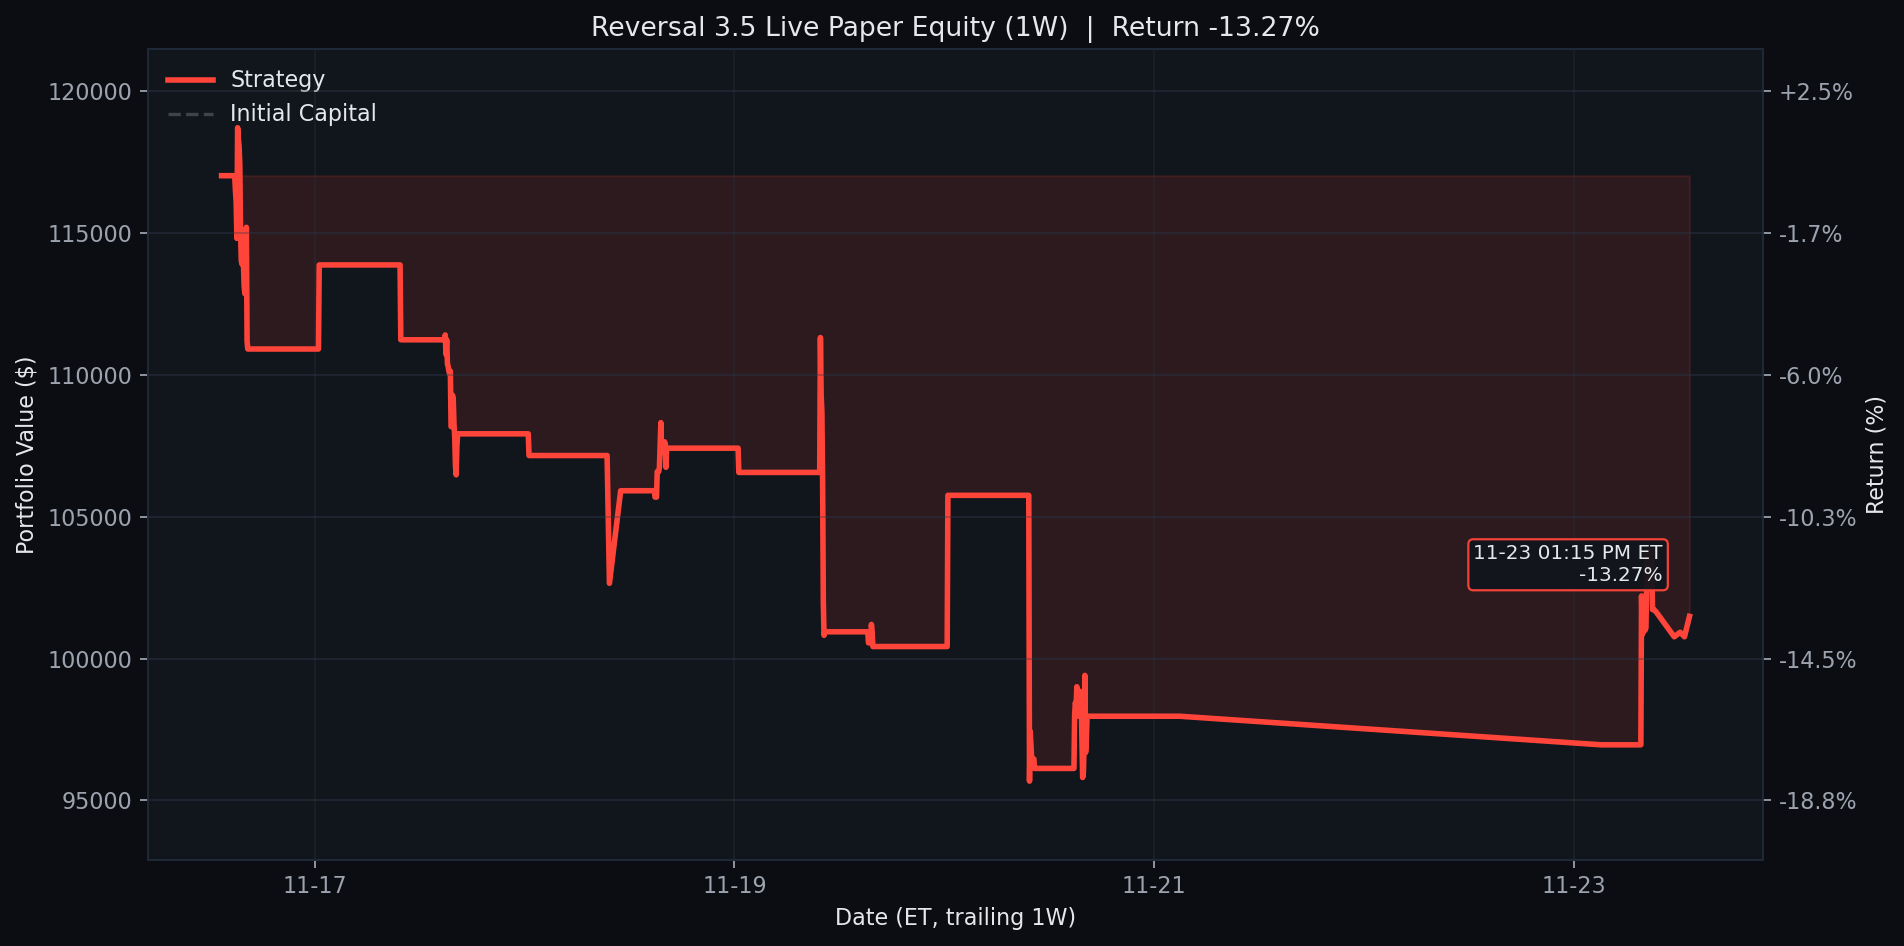 Reversal 3.5 Live Paper Equity (1W)  |  Return -13.27%
Strategy
Initial Capital
Portfolio Value ($)
120000
115000
110000
105000
100000
95000
+2.5%
-1.7%
-6.0%
-10.3%
-14.5%
-18.8%
Return (%)
11-23 01:15 PM ET
-13.27%
11-17
11-19
11-21
11-23
Date (ET, trailing 1W)